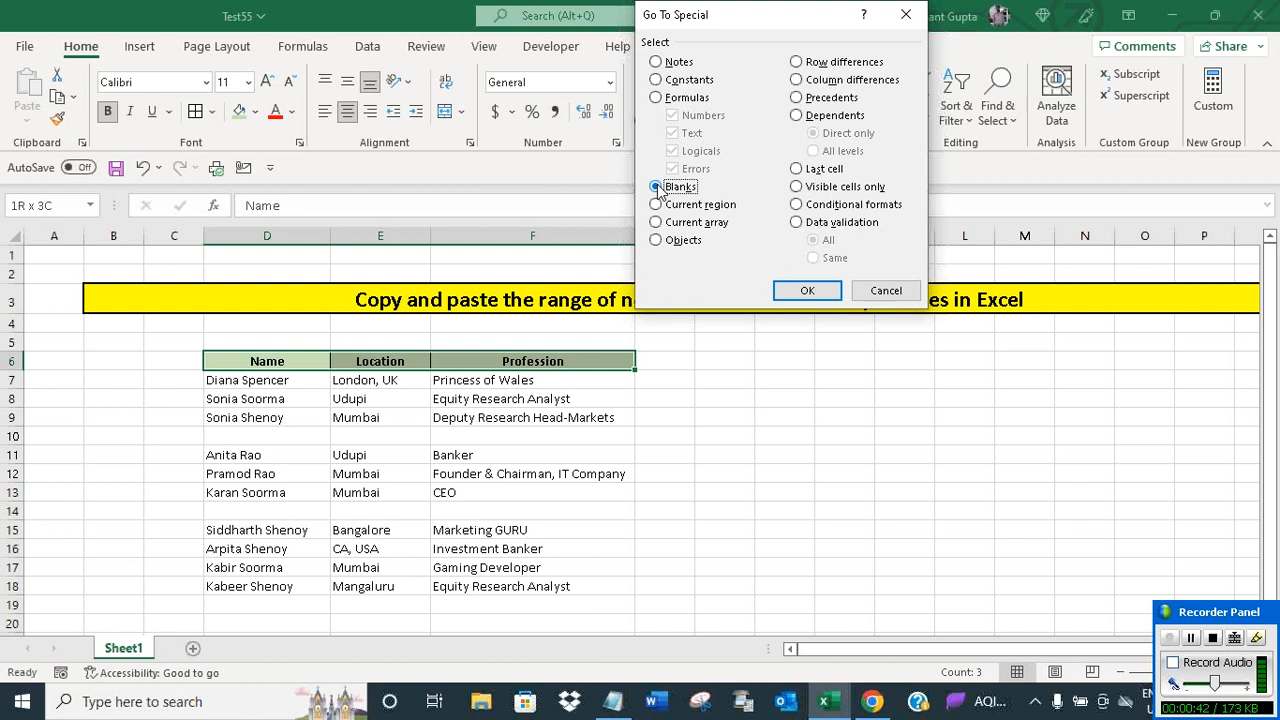 Test55
Search (Alt+Q)
Go To Special
?
ant Gupta
File Home Insert Page Layout Formulas Data Review View Developer Help
Comments Share
Paste
Clipboard
Calibri 11
B I U
Font
Alignment
General
$ % 9
Number
Sort & Filter
Find & Select
Analyze Data
Analysis
Subscript
Superscript
Custom Group
Custom
Custom Group
Select
Notes
Constants
Formulas
Numbers
Text
Logicals
Errors
Blanks
Current region
Current array
Objects
Row differences
Column differences
Precedents
Dependents
Direct only
All levels
Last cell
Visible cells only
Conditional formats
Data validation
All
Same
OK Cancel
AutoSave Off
1R x 3C fx Name
A B C D E F L M N O P
1
2
3 Copy and paste the range of n es in Excel
4
5
6 Name Location Profession
7 Diana Spencer London, UK Princess of Wales
8 Sonia Soorma Udupi Equity Research Analyst
9 Sonia Shenoy Mumbai Deputy Research Head-Markets
10
11 Anita Rao Udupi Banker
12 Pramod Rao Mumbai Founder & Chairman, IT Company
13 Karan Soorma Mumbai CEO
14
15 Siddharth Shenoy Bangalore Marketing GURU
16 Arpita Shenoy CA, USA Investment Banker
17 Kabir Soorma Mumbai Gaming Developer
18 Kabeer Shenoy Mangaluru Equity Research Analyst
19
20
Sheet1
Ready Accessibility: Good to go Count: 3
Recorder Panel
Record Audio
00:00:42 / 173 KB
Type here to search
AQI...